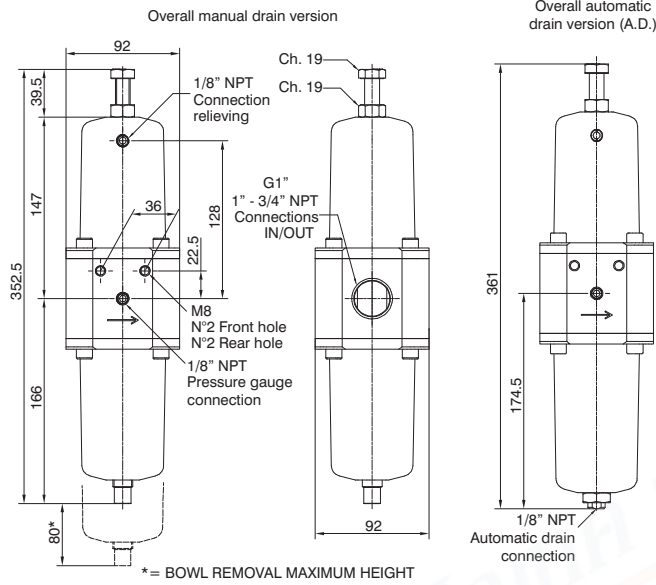 Overall manual drain version
Overall automatic
drain version (A.D.)
92
39.5
147
352.5
166
80*
1/8” NPT
Connection
relieving
36
128
22.5
M8
N°2 Front hole
N°2 Rear hole
1/8” NPT
Pressure gauge
connection
Ch. 19
Ch. 19
G1”
1” - 3/4” NPT
Connections
IN/OUT
92
361
174.5
1/8” NPT
Automatic drain
connection
*= BOWL REMOVAL MAXIMUM HEIGHT